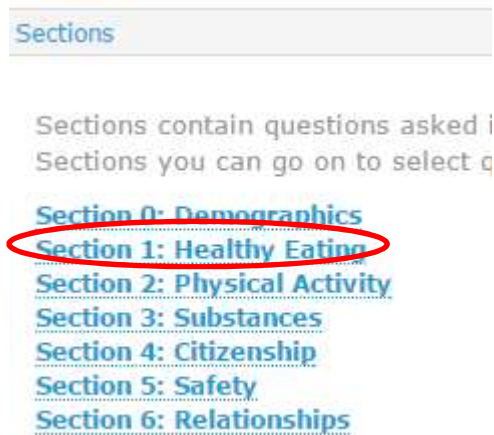 Sections
Sections contain questions asked
Sections you can go on to select
Section 0: Demographics
Section 1: Healthy Eating
Section 2: Physical Activity
Section 3: Substances
Section 4: Citizenship
Section 5: Safety
Section 6: Relationships